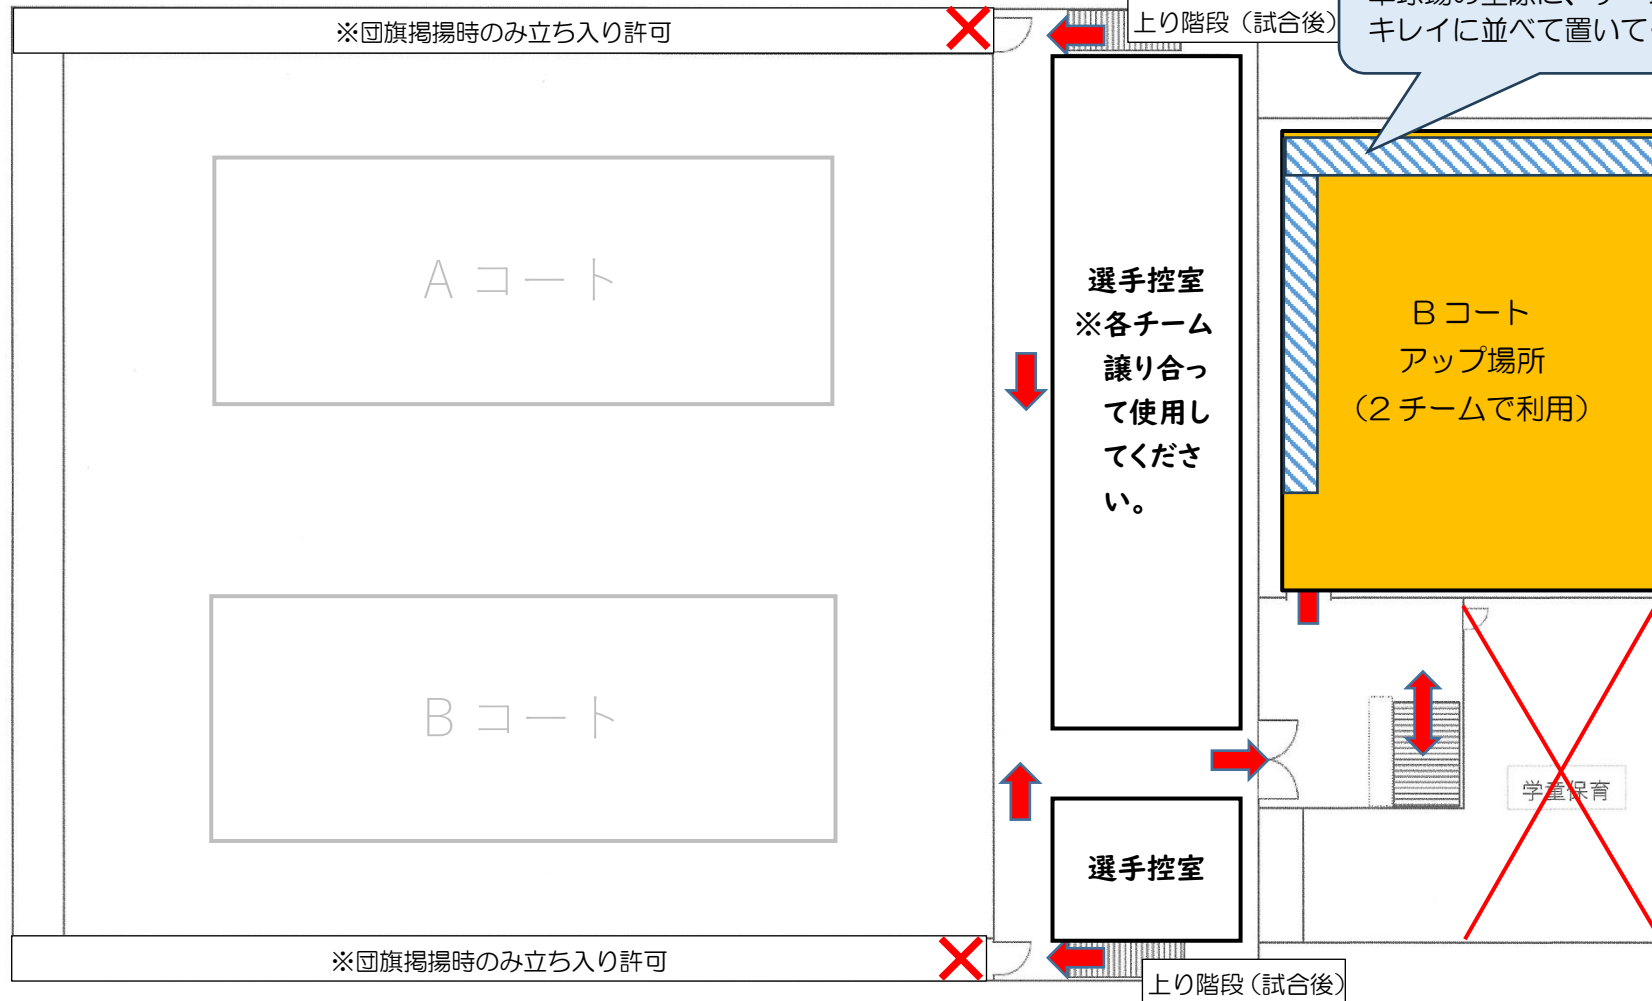 ※団旗掲揚時のみ立ち入り許可
上り階段（試合後）
キレイに並べて置いて
Aコート
選手控室
※各チーム
譲り合っ
て使用し
てくださ
い。
Bコート
アップ場所
（2チームで利用）
Bコート
学童保育
選手控室
※団旗掲揚時のみ立ち入り許可
上り階段（試合後）